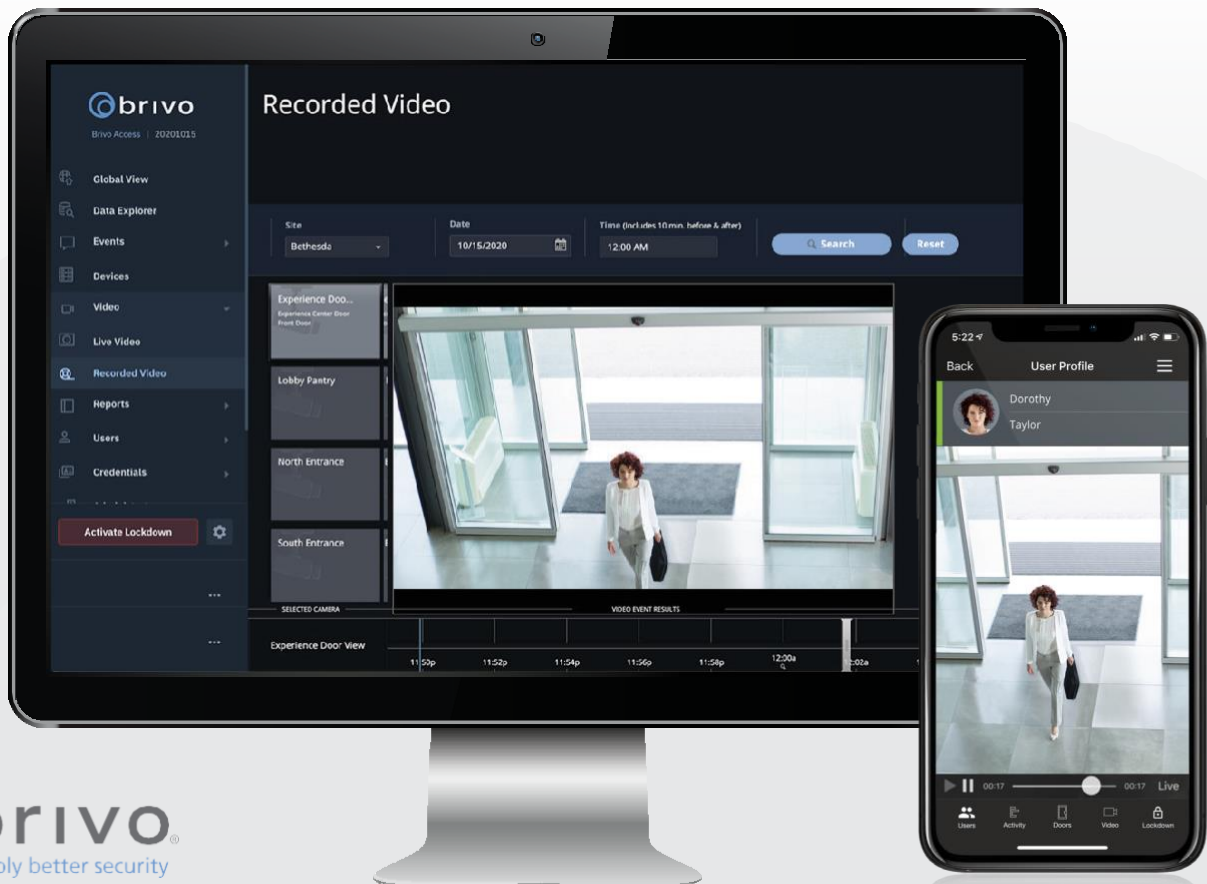 brivo
Brivo Access | 20201015
Global View
Data Explorer
Events
Devices
Video
Live Video
Recorded Video
Reports
Users
Credentials
Activate Lockdown
Recorded Video
Site
Date
Time (includes 10 min. before & after)
Bethesda
10/15/2020
12:00 AM
Search
Reset
Experience Doo...
Experience Center Door
Front Door
Lobby Pantry
North Entrance
South Entrance
SELECTED CAMERA
VIDEO EVENT RESULTS
Experience Door View
11:50p
11:52p
11:54p
11:56p
11:58p
12:00a
5:22
Back
User Profile
Dorothy
Taylor
00:17
00:17
Live
Users
Activity
Doors
Video
Lockdown
brivo®
better security